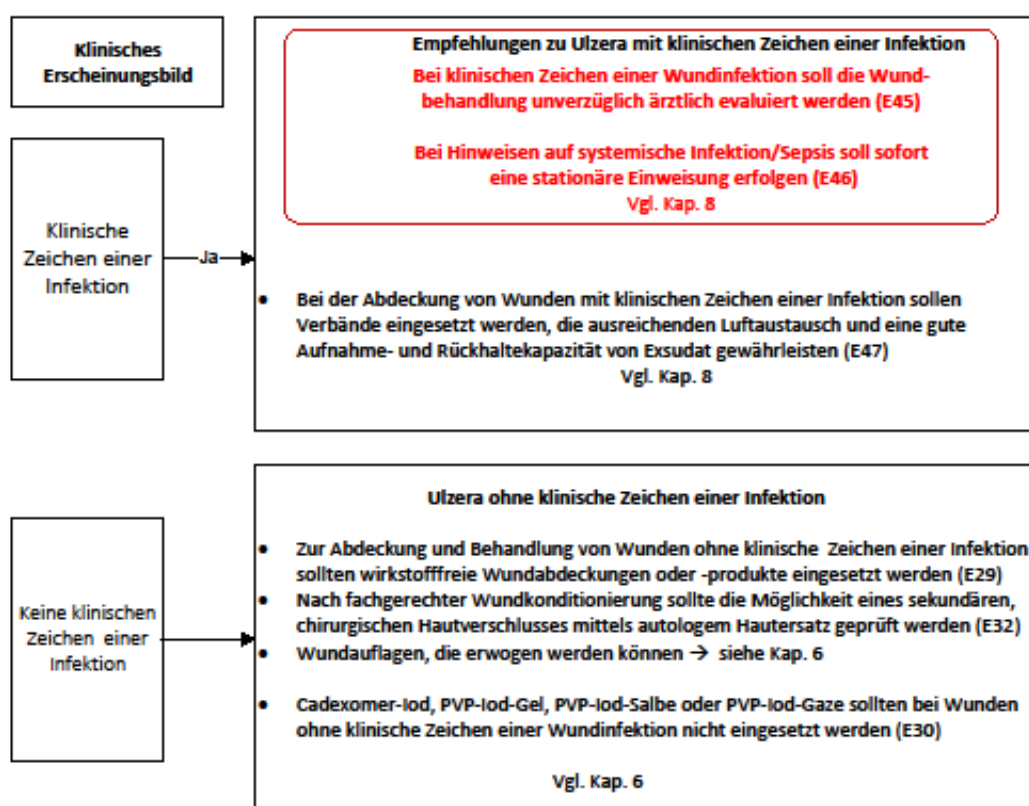 Klinisches
Erscheinungsbild
Empfehlungen zu Ulzera mit klinischen Zeichen einer Infektion
Bei klinischen Zeichen einer Wundinfektion soll die Wund-
behandlung unverzüglich ärztlich evaluiert werden (E45)
Bei Hinweisen auf systemische Infektion/Sepsis soll sofort
eine stationäre Einweisung erfolgen (E46)
Vgl. Kap. 8
Klinische
Zeichen einer
Infektion
Ja
• Bei der Abdeckung von Wunden mit klinischen Zeichen einer Infektion sollen
Verbände eingesetzt werden, die ausreichenden Luftaustausch und eine gute
Aufnahme- und Rückhaltekapazität von Exsudat gewährleisten (E47)
Vgl. Kap. 8
Keine klinischen
Zeichen einer
Infektion
Ulzera ohne klinische Zeichen einer Infektion
• Zur Abdeckung und Behandlung von Wunden ohne klinische Zeichen einer Infektion
sollten wirkstofffreie Wundabdeckungen oder -produkte eingesetzt werden (E29)
• Nach fachgerechter Wundkonditionierung sollte die Möglichkeit eines sekundären,
chirurgischen Hautverschlusses mittels autologem Hautersatz geprüft werden (E32)
• Wundauflagen, die erwogen werden können → siehe Kap. 6
• Cadexomer-Iod, PVP-Iod-Gel, PVP-Iod-Salbe oder PVP-Iod-Gaze sollten bei Wunden
ohne klinische Zeichen einer Wundinfektion nicht eingesetzt werden (E30)
Vgl. Kap. 6